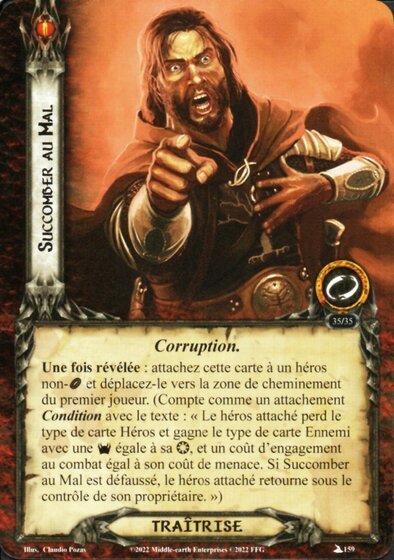 Succomber au Mal
35/35
Corruption.
Une fois révélée : attachez cette carte à un héros
non- et déplacez-le vers la zone de cheminement
du premier joueur. (Compte comme un attachement
Condition avec le texte : « Le héros attaché perd le
type de carte Héros et gagne le type de carte Ennemi
avec une égale à sa , et un coût d'engagement
au combat égal à son coût de menace. Si Succomber
au Mal est défaussé, le héros attaché retourne sous le
contrôle de son propriétaire. »)
TRAÎTRISE
Illus. Claudio Pozas
©2022 Middle-earth Enterprises ©2022 FFG
159